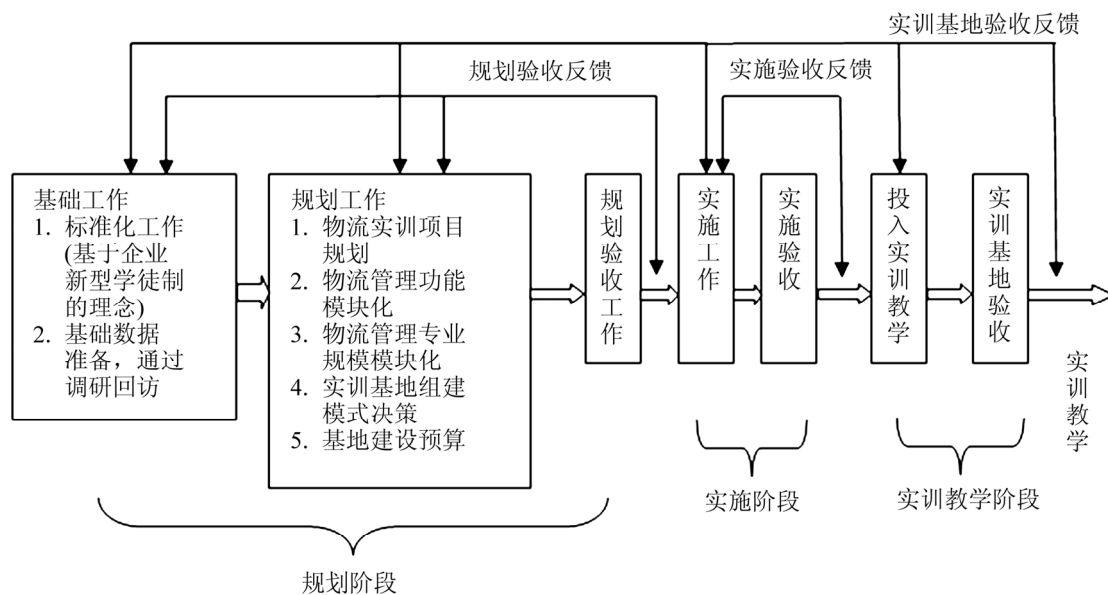 实训基地验收反馈
规划验收反馈
实施验收反馈
基础工作
1. 标准化工作
(基于企业
新型学徒制
的理念)
2. 基础数据
准备，通过
调研回访
规划工作
1. 物流实训项目
规划
2. 物流管理功能
模块化
3. 物流管理专业
规模模块化
4. 实训基地组建
模式决策
5. 基地建设预算
规划验收工作
实施工作
实施验收
投入实训教学
实训基地验收
实训教学
规划阶段
实施阶段
实训教学阶段